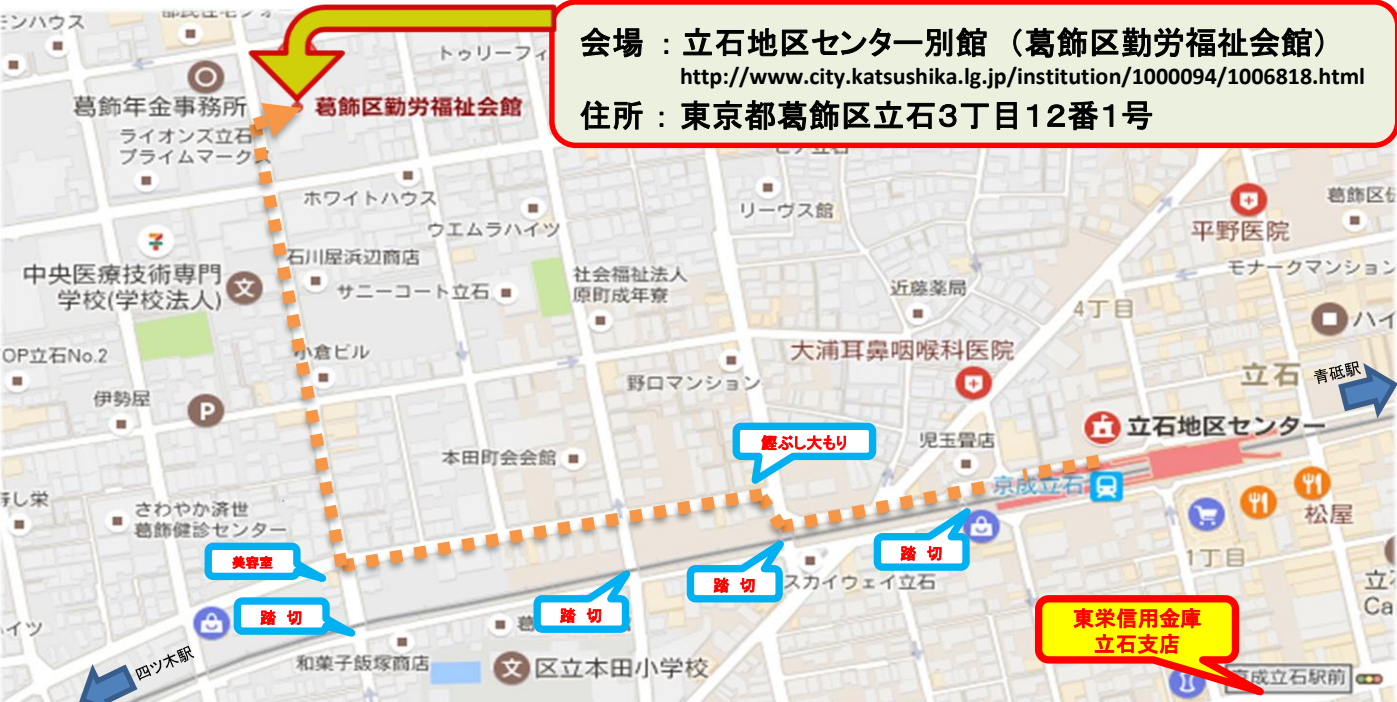 会場 : 立石地区センター別館 (葛飾区勤労福祉会館)
http://www.city.katsushika.lg.jp/institution/1000094/1006818.html
住所 : 東京都葛飾区立石3丁目12番1号
トゥリーフィ
葛飾年金事務所
葛飾区勤労福祉会館
ライオンズ立石
プライムマークス
ホワイトハウス
ウエムラハイツ
リーヴス館
平野医院
葛飾区
モナークマンション
中央医療技術専門
学校(学校法人)
石川屋浜辺商店
サニーコート立石
社会福祉法人
原町成年寮
近藤薬局
4丁目
ハイ
OP立石No.2
小倉ビル
大浦耳鼻咽喉科医院
野口マンション
立石
青砥駅
伊勢屋
P
鰹ぶし大もり
児玉畳店
立石地区センター
本田町会会館
京成立石
寿し栄
さわやか済世
葛飾健診センター
松屋
美容室
踏 切
踏 切
踏 切
踏 切
1丁目
スカイウェイ立石
立
Ca
イツ
四ツ木駅
和菓子飯塚商店
文
区立本田小学校
東栄信用金庫
立石支店
京成立石駅前